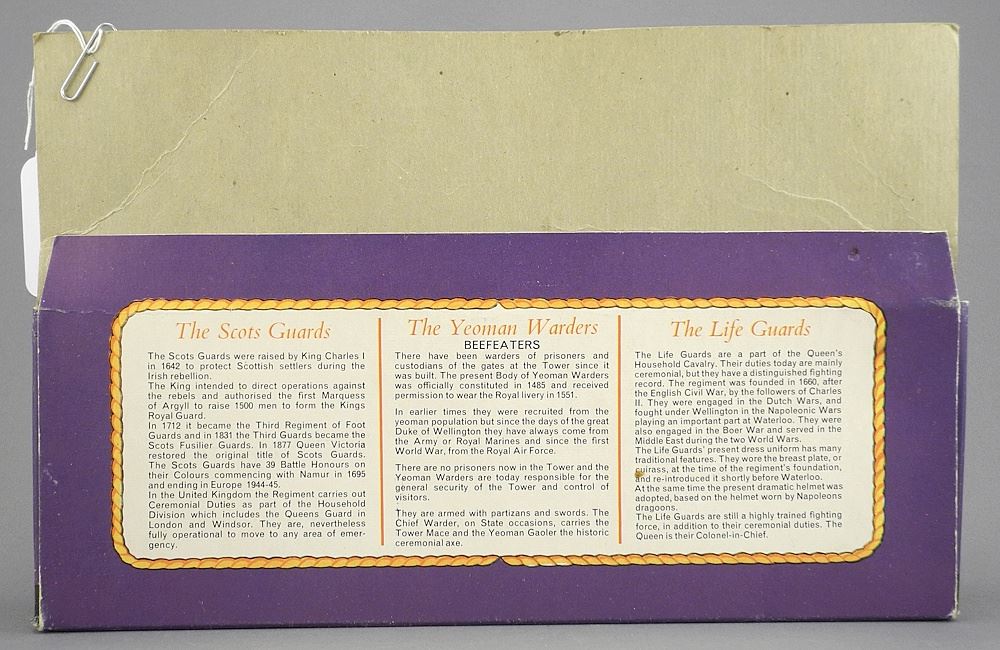 The Scots Guards
The Scots Guards were raised by King Charles I
in 1642 to protect Scottish settlers during the
Irish rebellion.
The King intended to direct operations against
the rebels and authorised the first Marquess
of Argyll to raise 1500 men to form the Kings
Royal Guard.
In 1712 it became the Third Regiment of Foot
Guards and in 1831 the Third Guards became the
Scots Fusilier Guards. In 1877 Queen Victoria
restored the original title of Scots Guards.
The Scots Guards have 39 Battle Honours on
their Colours commencing with Namur in 1695
and ending in Europe 1944-45.
In the United Kingdom the Regiment carries out
Ceremonial Duties as part of the Household
Division which includes the Queens Guard in
London and Windsor. They are, nevertheless
fully operational to move to any area of emer-
gency.
The Yeoman Warders
BEEFEATERS
There have been warders of prisoners and
custodians of the gates at the Tower since it
was built. The present Body of Yeoman Warders
was officially constituted in 1485 and received
permission to wear the Royal livery in 1551.
In earlier times they were recruited from the
yeoman population but since the days of the great
Duke of Wellington they have always come from
the Army or Royal Marines and since the first
World War, from the Royal Air Force.
There are no prisoners now in the Tower and the
Yeoman Warders are today responsible for the
general security of the Tower and control of
visitors.
They are armed with partizans and swords. The
Chief Warder, on State occasions, carries the
Tower Mace and the Yeoman Gaoler the historic
ceremonial axe.
The Life Guards
The Life Guards are a part of the Queen's
Household Cavalry. Their duties today are mainly
ceremonial, but they have a distinguished fighting
record. The regiment was founded in 1660, after
the English Civil War, by the followers of Charles
II. They were engaged in the Dutch Wars, and
fought under Wellington in the Napoleonic Wars
playing an important part at Waterloo. They were
also engaged in the Boer War and served in the
Middle East during the two World Wars.
The Life Guards' present dress uniform has many
traditional features. They wore the breast plate, or
cuirass, at the time of the regiment's foundation,
and re-introduced it shortly before Waterloo.
At the same time the present dramatic helmet was
adopted, based on the helmet worn by Napoleons
dragoons.
The Life Guards are still a highly trained fighting
force, in addition to their ceremonial duties. The
Queen is their Colonel-in-Chief.